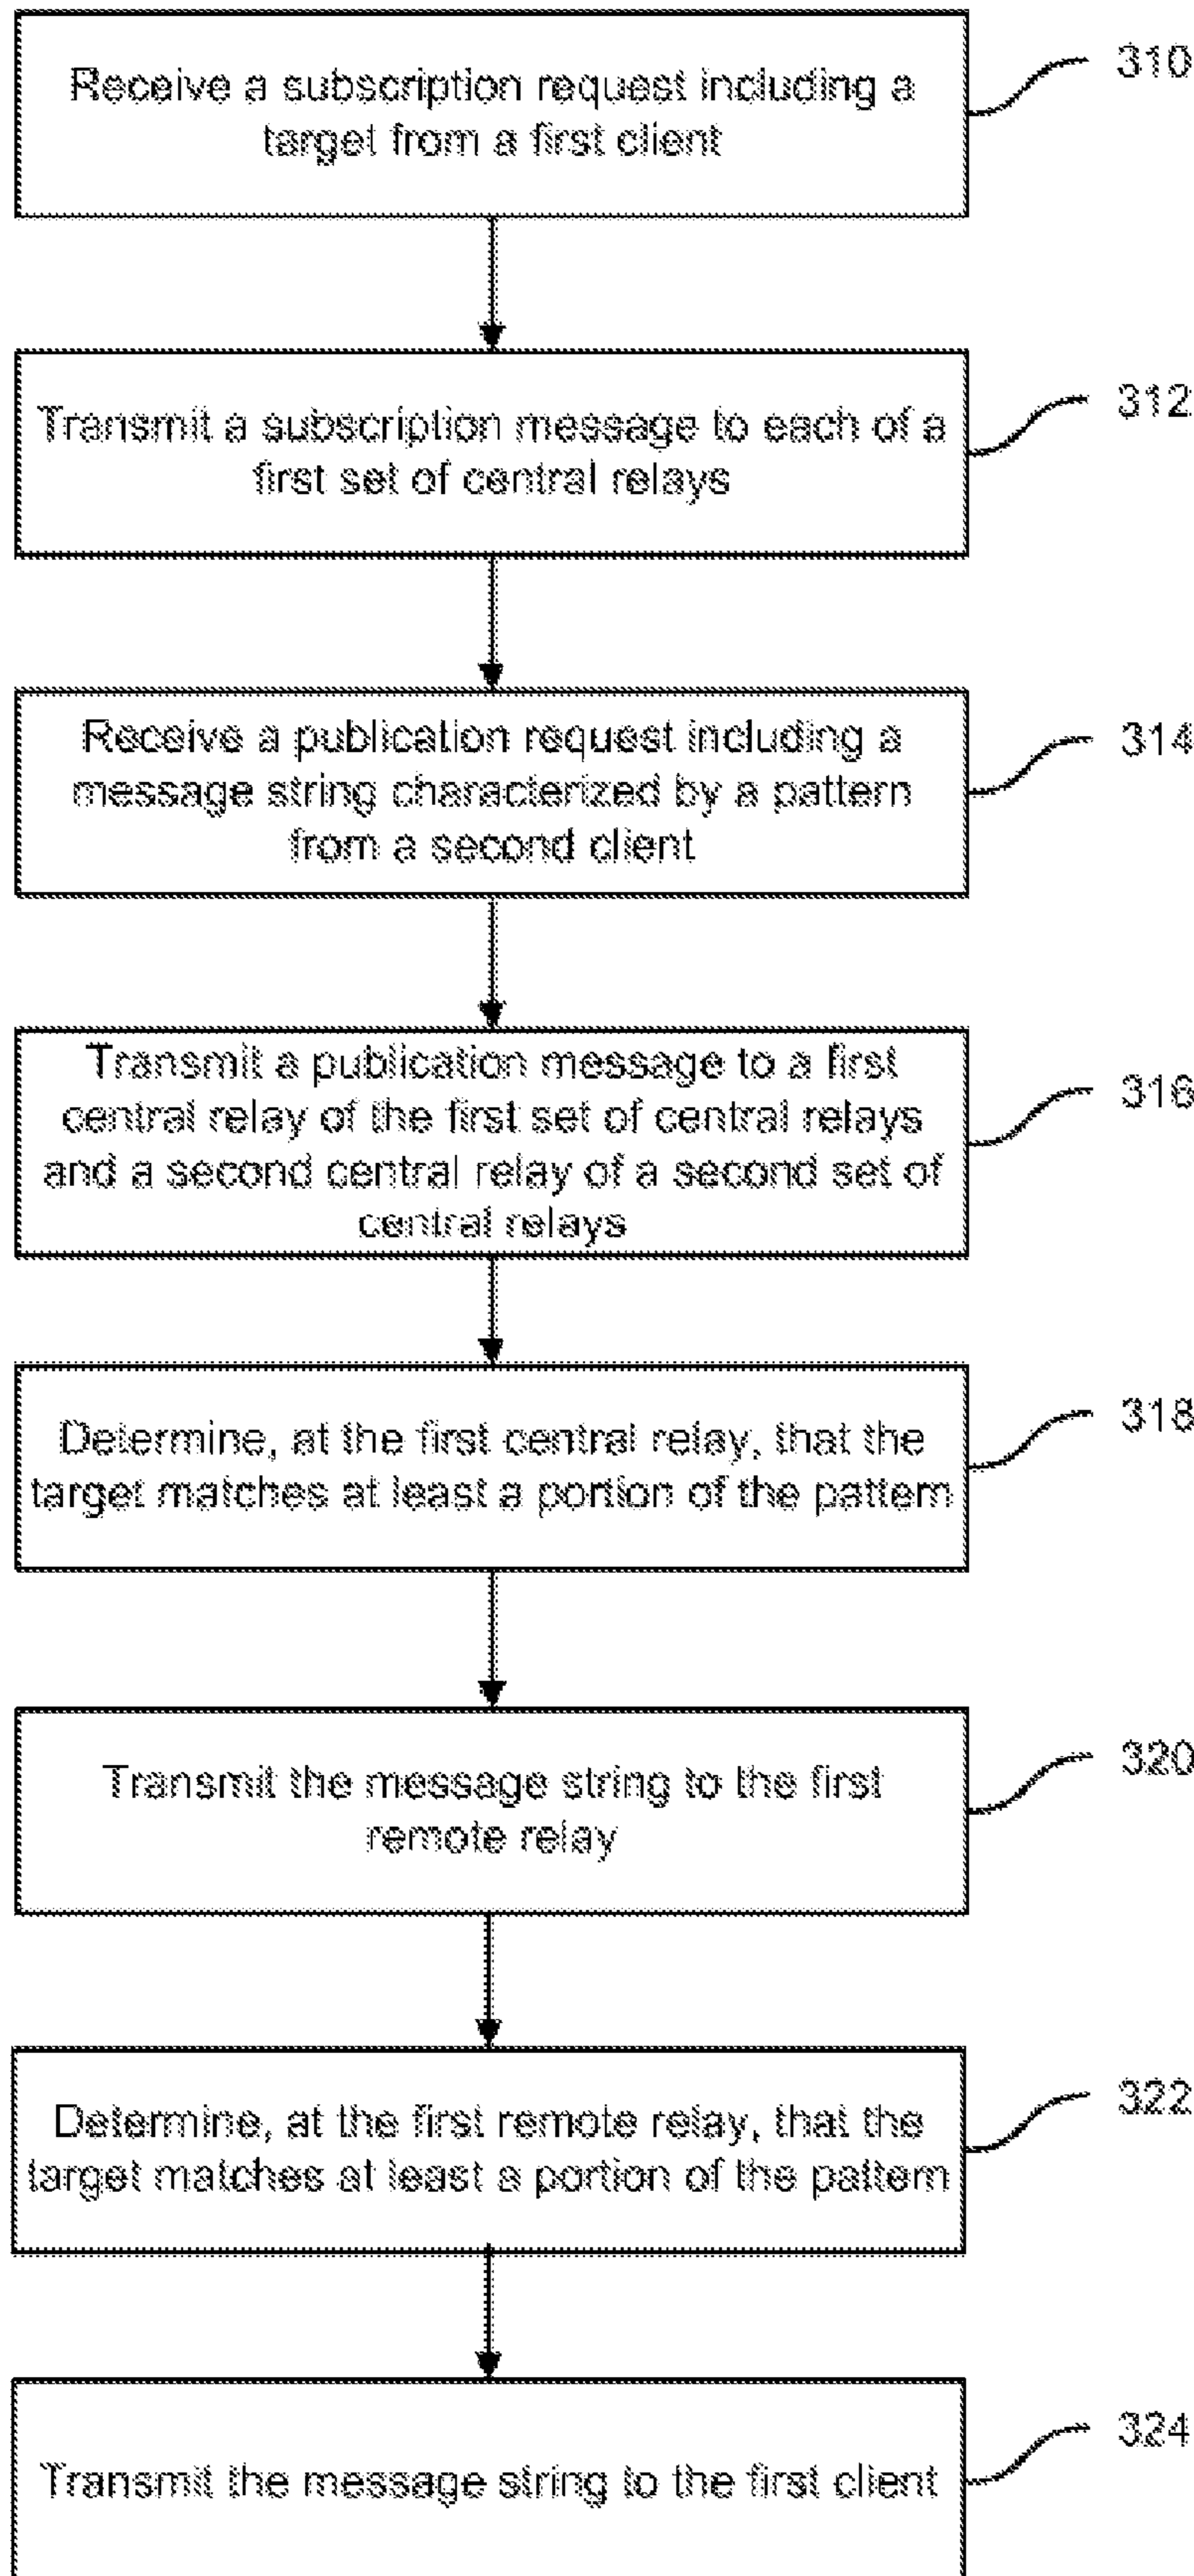 Receive a subscription request including a
target from a first client
310
Transmit a subscription message to each of a
first set of central relays
312
Receive a publication request including a
message string characterized by a pattern
from a second client
314
Transmit a publication message to a first
central relay of the first set of central relays
and a second central relay of a second set of
central relays
316
Determine, at the first central relay, that the
target matches at least a portion of the pattern
318
Transmit the message string to the first
remote relay
320
Determine, at the first remote relay, that the
target matches at least a portion of the pattern
322
Transmit the message string to the first client
324